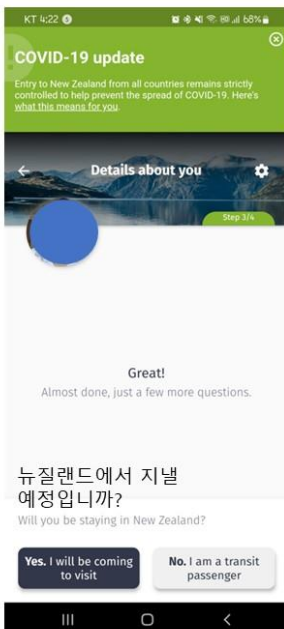 KT 4:22
68%
COVID-19 update
Entry to New Zealand from all countries remains strictly
controlled to help prevent the spread of COVID-19. Here's
what this means for you.
Details about you
Step 3/4
Great!
Almost done, just a few more questions.
뉴질랜드에서 지낼
예정입니까?
Will you be staying in New Zealand?
Yes. I will be coming
to visit
No. I am a transit
passenger